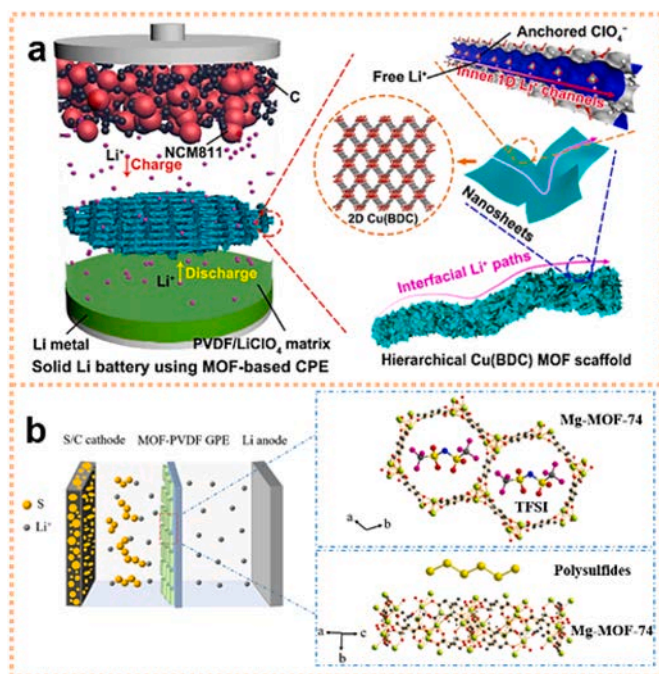 a
C
NCM811
Li⁺
Charge
Discharge
Li⁺
Li metal
PVDF/LiClO₄ matrix
Solid Li battery using MOF-based CPE
Anchored ClO₄⁻
Free Li⁺
Inner 1D Li⁺ channels
2D Cu(BDC)
Nanosheets
Interfacial Li⁺ paths
Hierarchical Cu(BDC) MOF scaffold
b
S/C cathode MOF-PVDF GPE Li anode
S
Li⁺
Mg-MOF-74
TFSI
a b
Polysulfides
a c
b
Mg-MOF-74